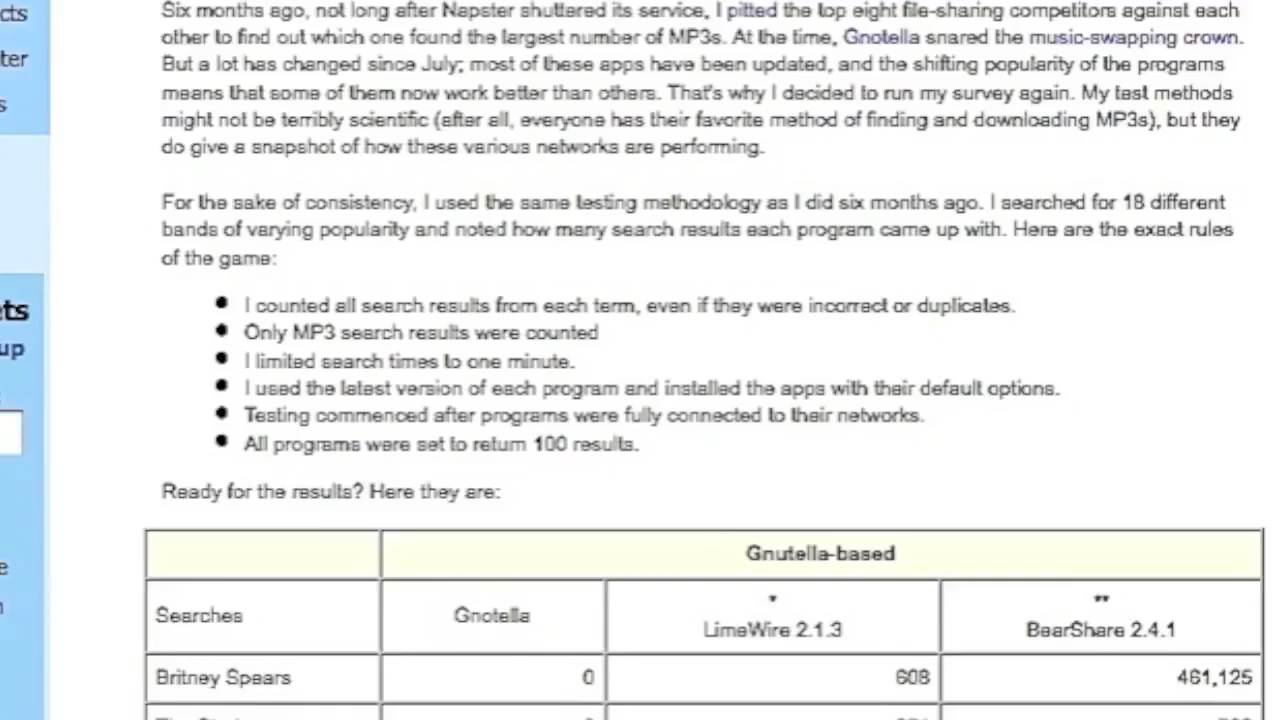 cts
ter
s
ets
up
e
Six months ago, not long after Napster shuttered its service, I pitted the top eight file-sharing competitors against each
other to find out which one found the largest number of MP3s. At the time, Gnotella snared the music-swapping crown.
But a lot has changed since July; most of these apps have been updated, and the shifting popularity of the programs
means that some of them now work better than others. That's why I decided to run my survey again. My test methods
might not be terribly scientific (after all, everyone has their favorite method of finding and downloading MP3s), but they
do give a snapshot of how these various networks are performing.
For the sake of consistency, I used the same testing methodology as I did six months ago. I searched for 18 different
bands of varying popularity and noted how many search results each program came up with. Here are the exact rules
of the game:
• I counted all search results from each term, even if they were incorrect or duplicates.
• Only MP3 search results were counted
• I limited search times to one minute.
• I used the latest version of each program and installed the apps with their default options.
• Testing commenced after programs were fully connected to their networks.
• All programs were set to return 100 results.
Ready for the results? Here they are:
Gnutella-based
Searches Gnotella * LimeWire 2.1.3 ** BearShare 2.4.1
Britney Spears 0 608 461,125